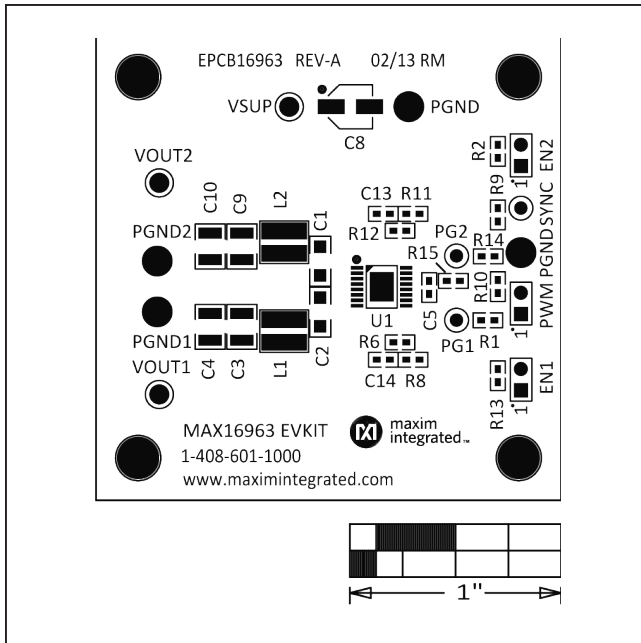 EPCB16963 REV-A 02/13 RM
VSUP
PGND
C8
VOUT2
C10
C9
L2
C1
C13
R11
R12
PG2
R15
R14
R2
EN2
1
R9
SYNC
PGND
PGND2
PGND1
R10
PWM
1
U1
C5
PG1
R1
R6
C14
R8
VOUT1
C4
C3
L1
C2
R13
EN1
1
MAX16963 EVKIT
maxim
integrated™
1-408-601-1000
www.maximintegrated.com
1"